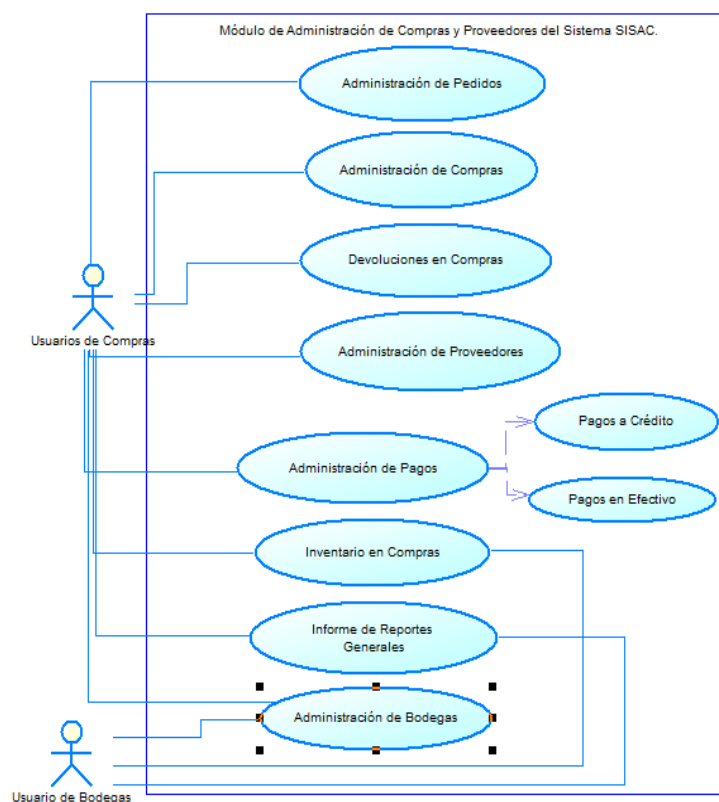 Módulo de Administración de Compras y Proveedores del Sistema SISAC.
Administración de Pedidos
Administración de Compras
Devoluciones en Compras
Usuarios de Compras
Administración de Proveedores
Pagos a Crédito
Administración de Pagos
Pagos en Efectivo
Inventario en Compras
Informe de Reportes
Generales
Administración de Bodegas
Usuario de Bodegas